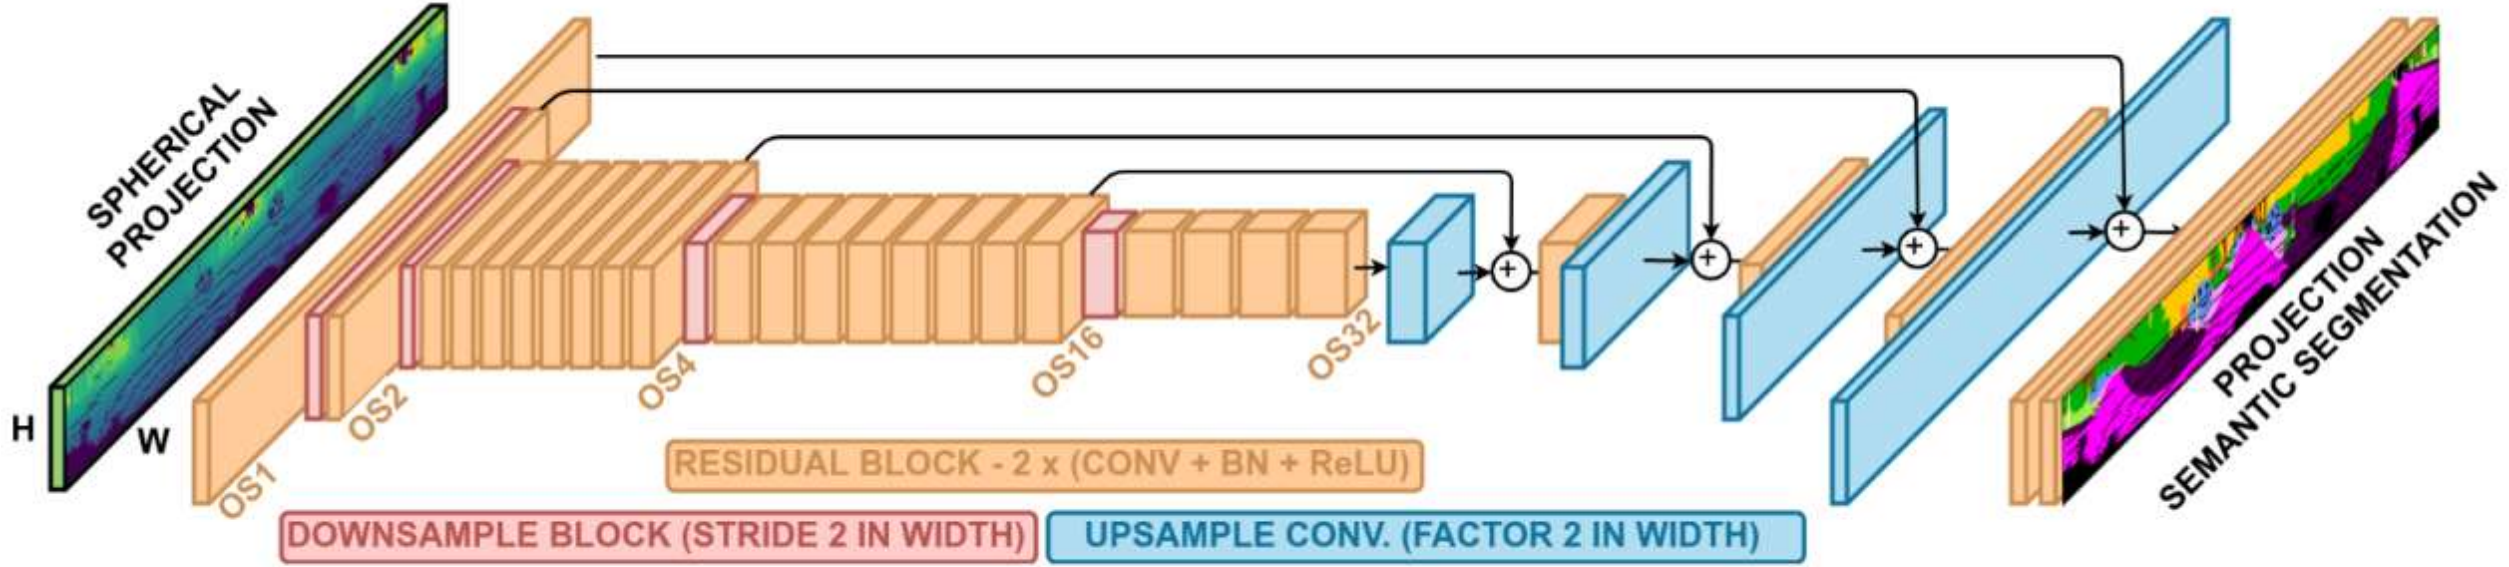 SPHERICAL
PROJECTION
H
W
OS1
OS2
OS4
OS16
OS32
+
+
+
+
PROJECTION
SEMANTIC SEGMENTATION
RESIDUAL BLOCK - 2 x (CONV + BN + ReLU)
DOWNSAMPLE BLOCK (STRIDE 2 IN WIDTH)
UPSAMPLE CONV. (FACTOR 2 IN WIDTH)